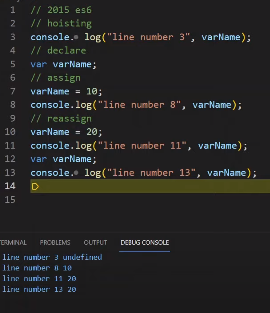 1 // 2015 es6
2 // hoisting
3 console. log("line number 3", varName);
4 // declare
5 var varName;
6 // assign
7 varName = 10;
8 console.log("line number 8", varName);
9 // reassign
10 varName = 20;
11 console.log("line number 11", varName);
12 var varName;
13 console. log("line number 13", varName);
14
15
TERMINAL PROBLEMS OUTPUT DEBUG CONSOLE
line number 3 undefined
line number 8 10
line number 11 20
line number 13 20